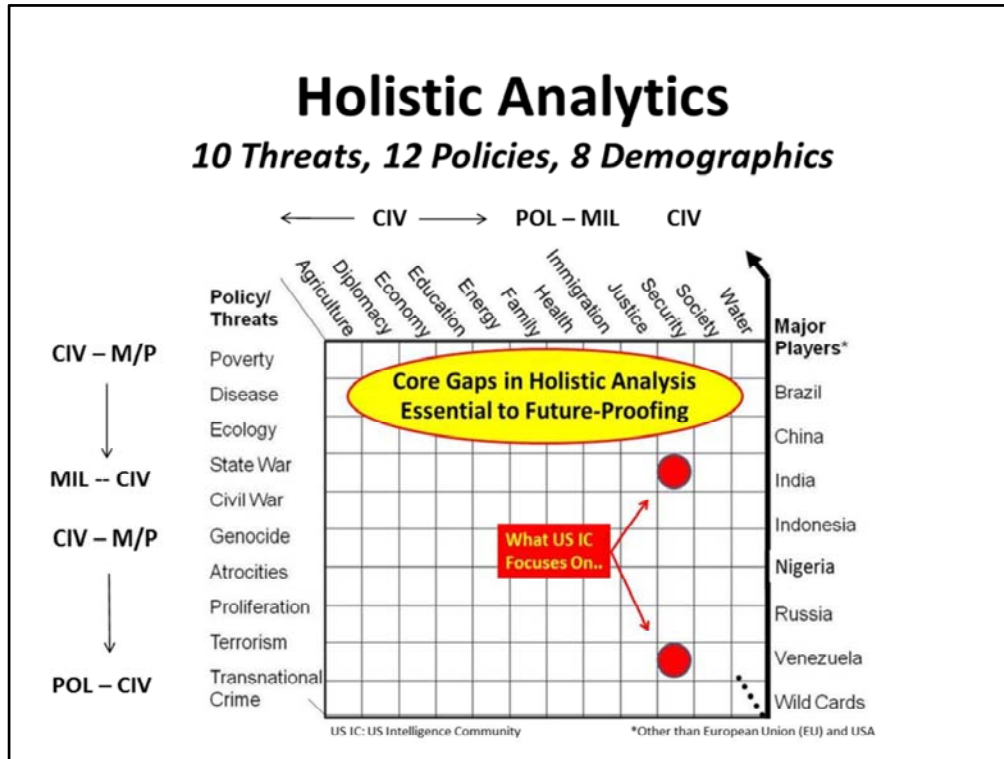 Holistic Analytics
10 Threats, 12 Policies, 8 Demographics
CIV
POL – MIL
CIV
Agriculture
Diplomacy
Economy
Education
Energy
Family
Health
Immigration
Justice
Security
Society
Water
Policy/
Threats
Major
Players*
CIV – M/P
MIL -- CIV
CIV – M/P
POL – CIV
Poverty
Disease
Ecology
State War
Civil War
Genocide
Atrocities
Proliferation
Terrorism
Transnational
Crime
Core Gaps in Holistic Analysis
Essential to Future-Proofing
What US IC
Focuses On..
Brazil
China
India
Indonesia
Nigeria
Russia
Venezuela
Wild Cards
US IC: US Intelligence Community
*Other than European Union (EU) and USA